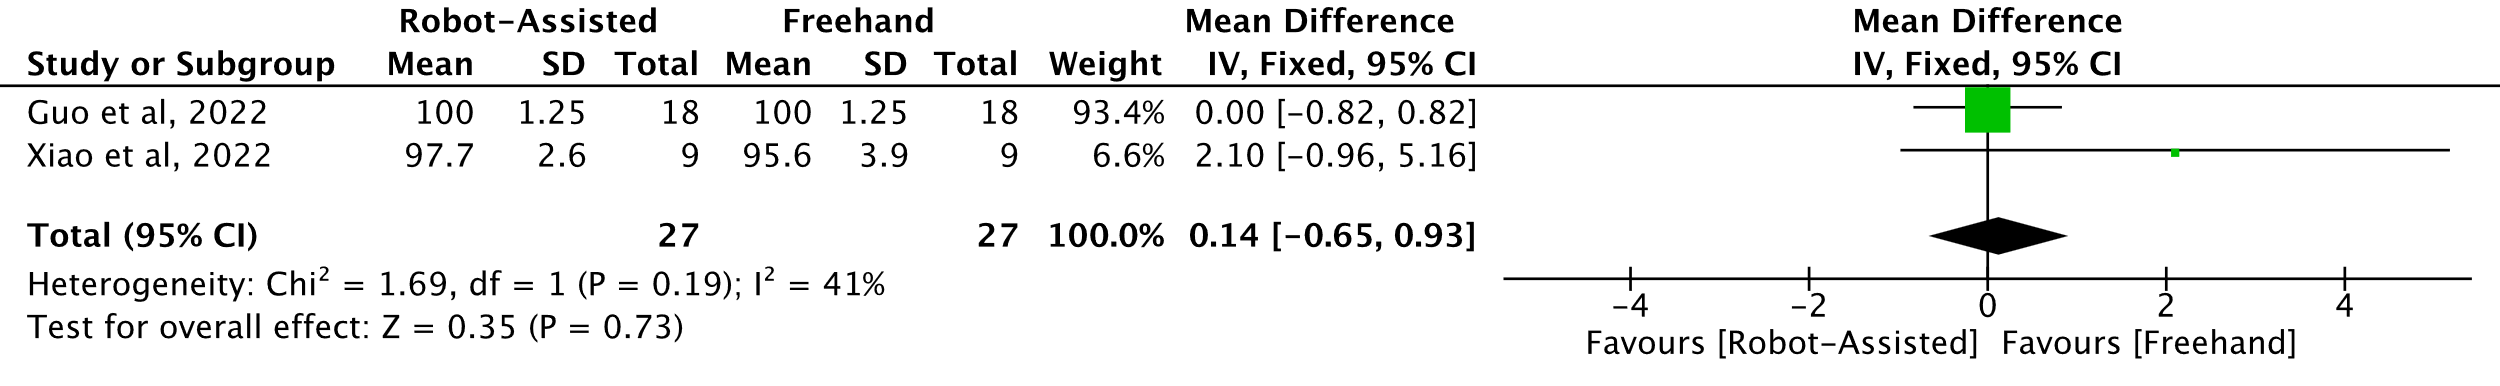 Robot-Assisted Freehand Mean Difference Mean Difference
Study or Subgroup Mean SD Total Mean SD Total Weight IV, Fixed, 95% CI IV, Fixed, 95% CI
Guo et al, 2022 100 1.25 18 100 1.25 18 93.4% 0.00 [−0.82, 0.82]
Xiao et al, 2022 97.7 2.6 9 95.6 3.9 9 6.6% 2.10 [−0.96, 5.16]
Total (95% CI) 27 27 100.0% 0.14 [−0.65, 0.93]
Heterogeneity: Chi² = 1.69, df = 1 (P = 0.19); I² = 41%
Test for overall effect: Z = 0.35 (P = 0.73)
−4 −2 0 2 4
Favours [Robot-Assisted] Favours [Freehand]